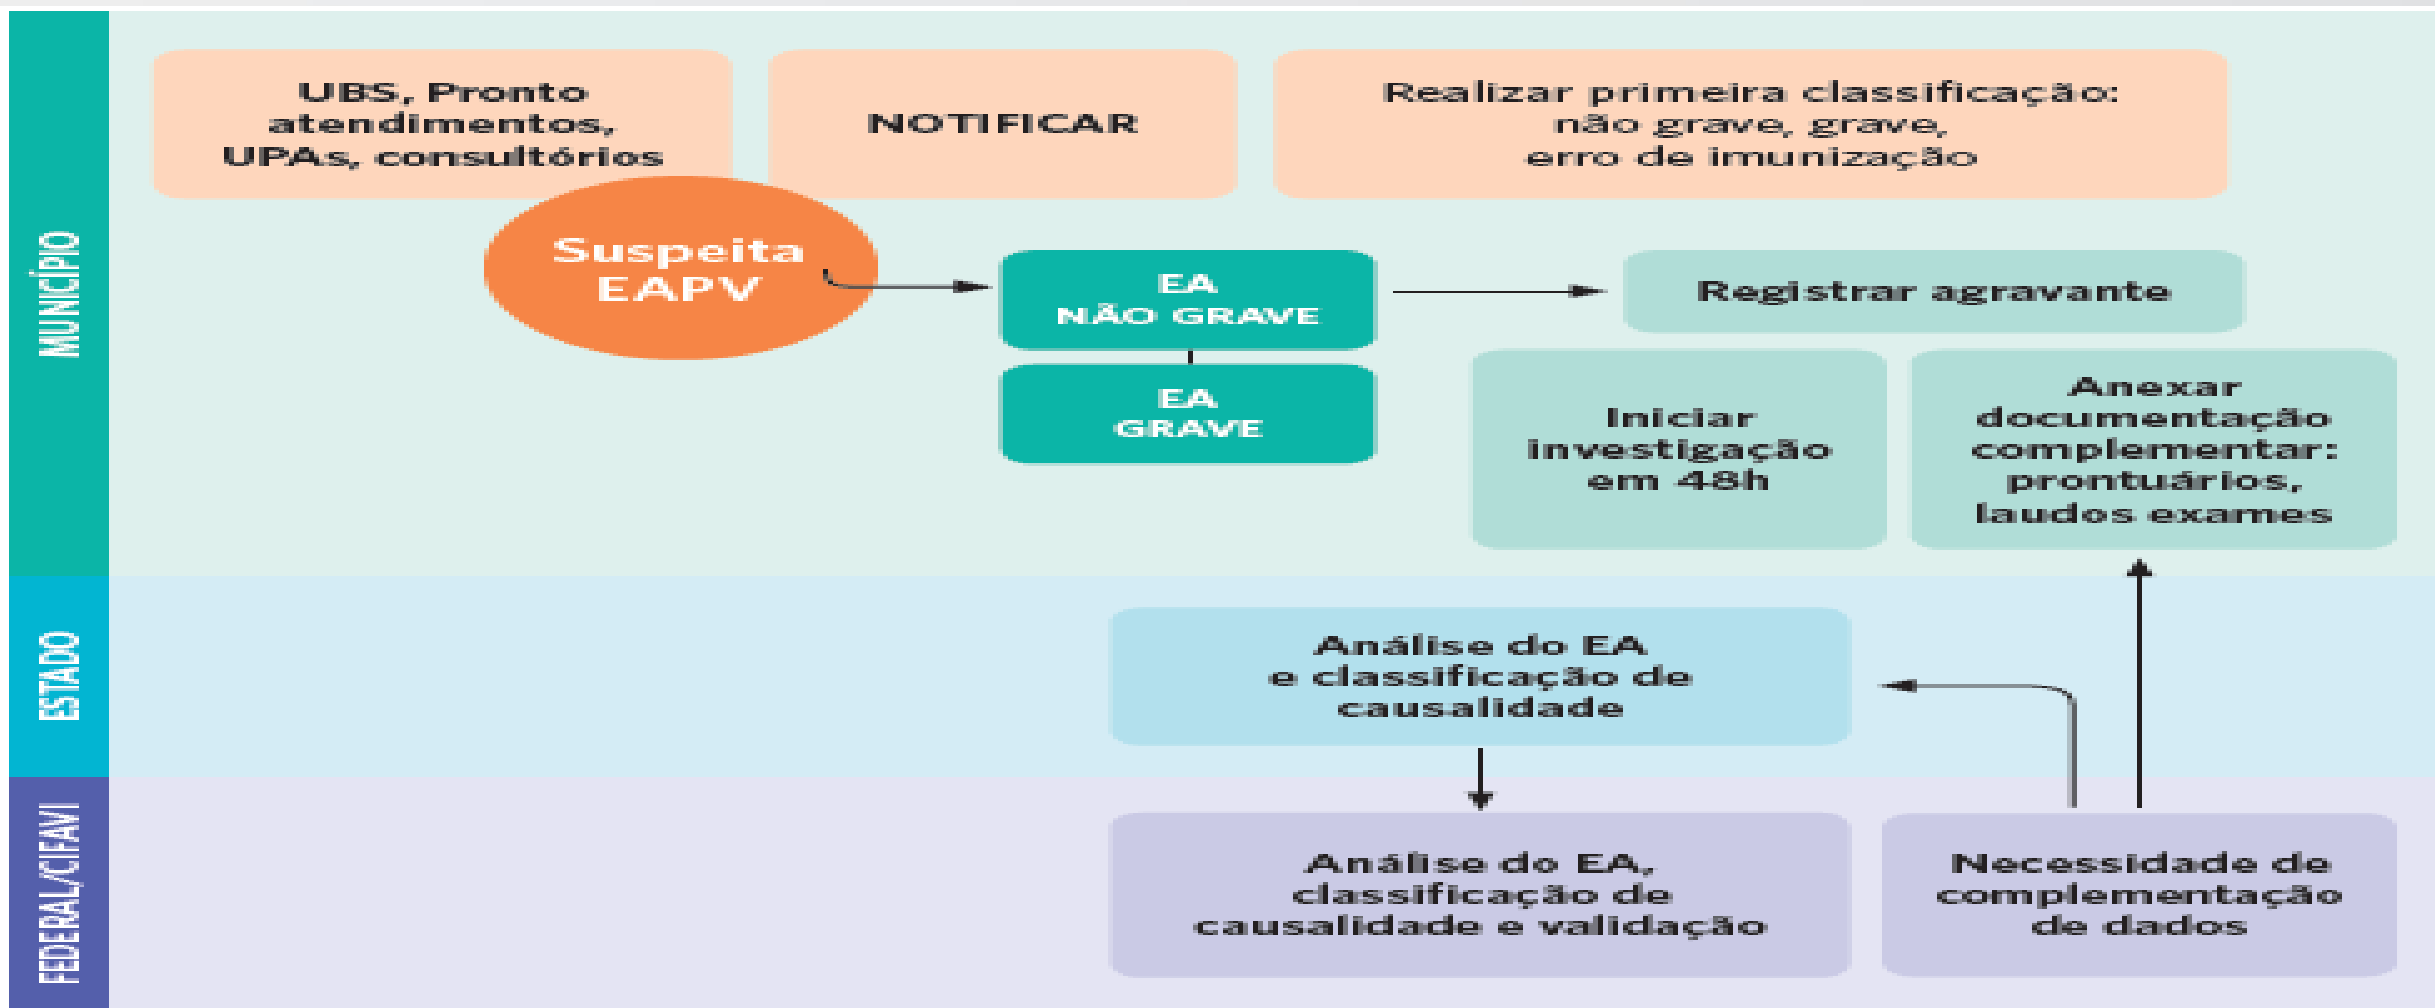 MUNICÍPIO
UBS, Pronto
atendimentos,
UPAs, consultórios
NOTIFICAR
Realizar primeira classificação:
não grave, grave,
erro de imunização
Suspeita
EAPV
EA
NÃO GRAVE
Registrar agravante
EA
GRAVE
Iniciar
investigação
em 48h
Anexar
documentação
complementar:
prontuários,
laudos exames
ESTADO
Análise do EA
e classificação de
causalidade
FEDERAL/CIFAVI
Análise do EA,
classificação de
causalidade e validação
Necessidade de
complementação
de dados